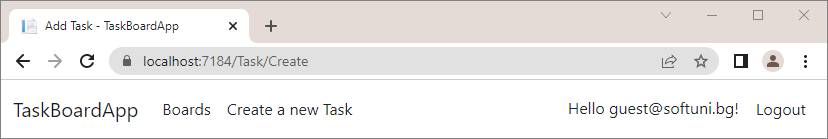 Add Task - TaskBoardApp
localhost:7184/Task/Create
TaskBoardApp Boards Create a new Task Hello guest@softuni.bg! Logout